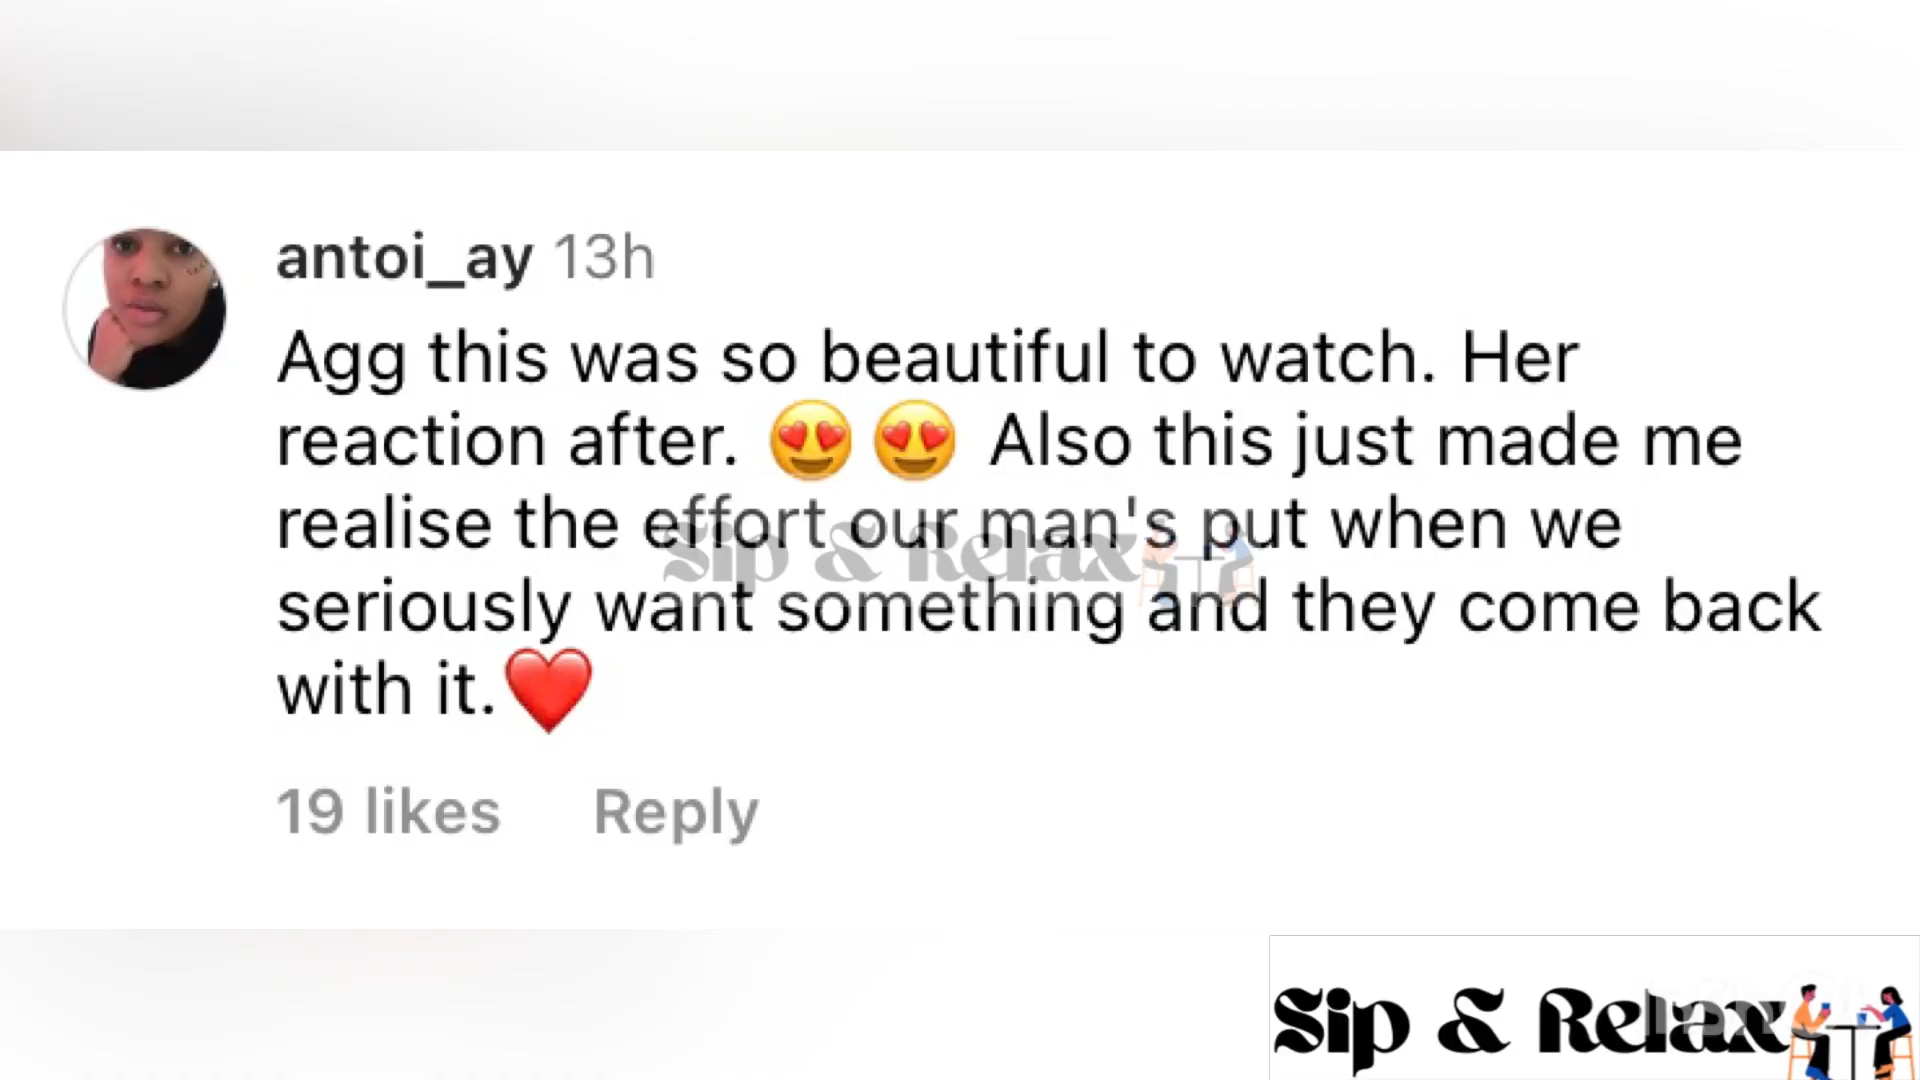 antoi_ay 13h
Agg this was so beautiful to watch. Her
reaction after. 😍 😍 Also this just made me
realise the effort our man's put when we
seriously want something and they come back
with it.❤️
Sip & Relax
19 likes Reply
Sip & Relax